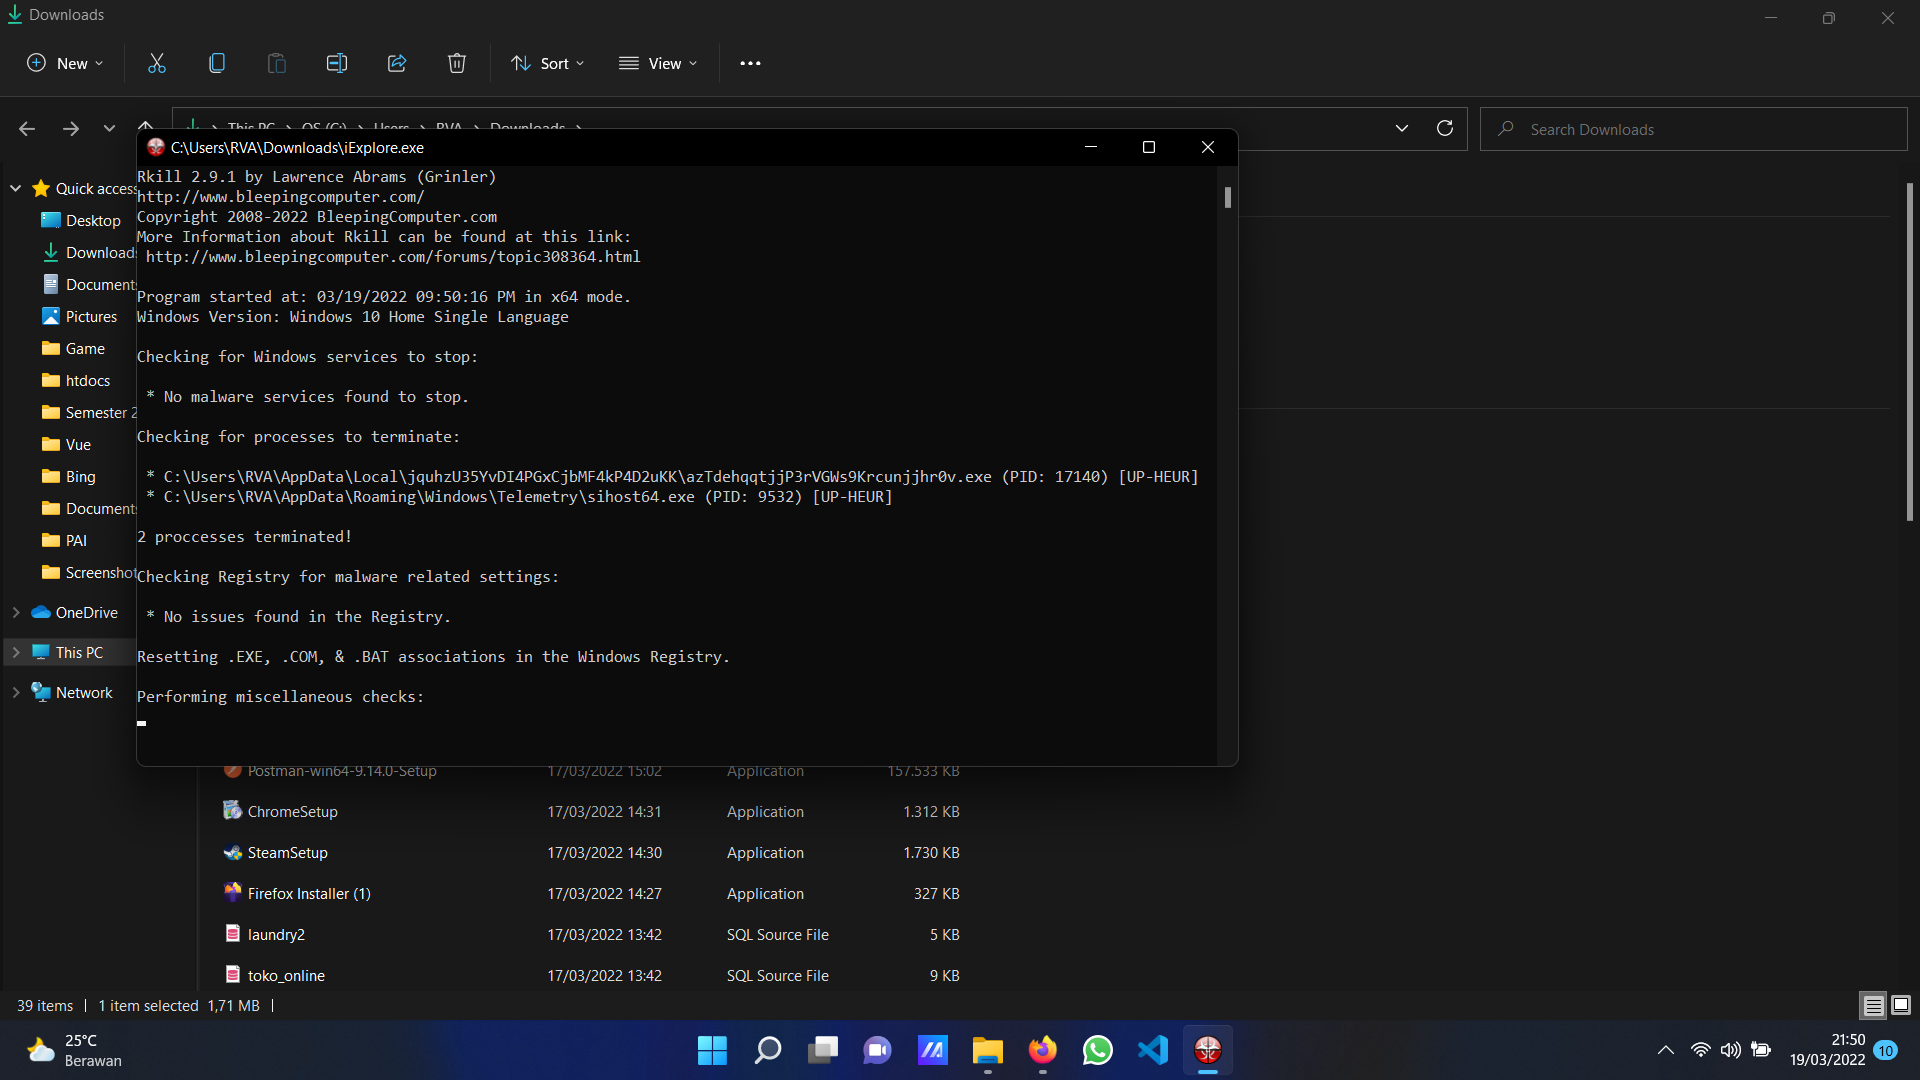 Downloads
New
Sort
View
This PC > OS (C:) > Users > RVA > Downloads >
Search Downloads
C:\Users\RVA\Downloads\iExplore.exe
Rkill 2.9.1 by Lawrence Abrams (Grinler)
http://www.bleepingcomputer.com/
Copyright 2008-2022 BleepingComputer.com
More Information about Rkill can be found at this link:
http://www.bleepingcomputer.com/forums/topic308364.html
Program started at: 03/19/2022 09:50:16 PM in x64 mode.
Windows Version: Windows 10 Home Single Language
Checking for Windows services to stop:
* No malware services found to stop.
Checking for processes to terminate:
* C:\Users\RVA\AppData\Local\jquhzU35YvDI4PGxCjbMF4kP4D2uKK\azTdehqqtjjP3rVGWs9Krcunjjhr0v.exe (PID: 17140) [UP-HEUR]
* C:\Users\RVA\AppData\Roaming\Windows\Telemetry\sihost64.exe (PID: 9532) [UP-HEUR]
2 proccesses terminated!
Checking Registry for malware related settings:
* No issues found in the Registry.
Resetting .EXE, .COM, & .BAT associations in the Windows Registry.
Performing miscellaneous checks:
Quick access
Desktop
Downloads
Document
Pictures
Game
htdocs
Semester 2
Vue
Bing
Document
PAI
Screenshot
OneDrive
This PC
Network
Postman-win64-9.14.0-Setup 17/03/2022 15:02 Application 157.533 KB
ChromeSetup 17/03/2022 14:31 Application 1.312 KB
SteamSetup 17/03/2022 14:30 Application 1.730 KB
Firefox Installer (1) 17/03/2022 14:27 Application 327 KB
laundry2 17/03/2022 13:42 SQL Source File 5 KB
toko_online 17/03/2022 13:42 SQL Source File 9 KB
39 items | 1 item selected 1,71 MB |
25°C
Berawan
21:50
19/03/2022
10